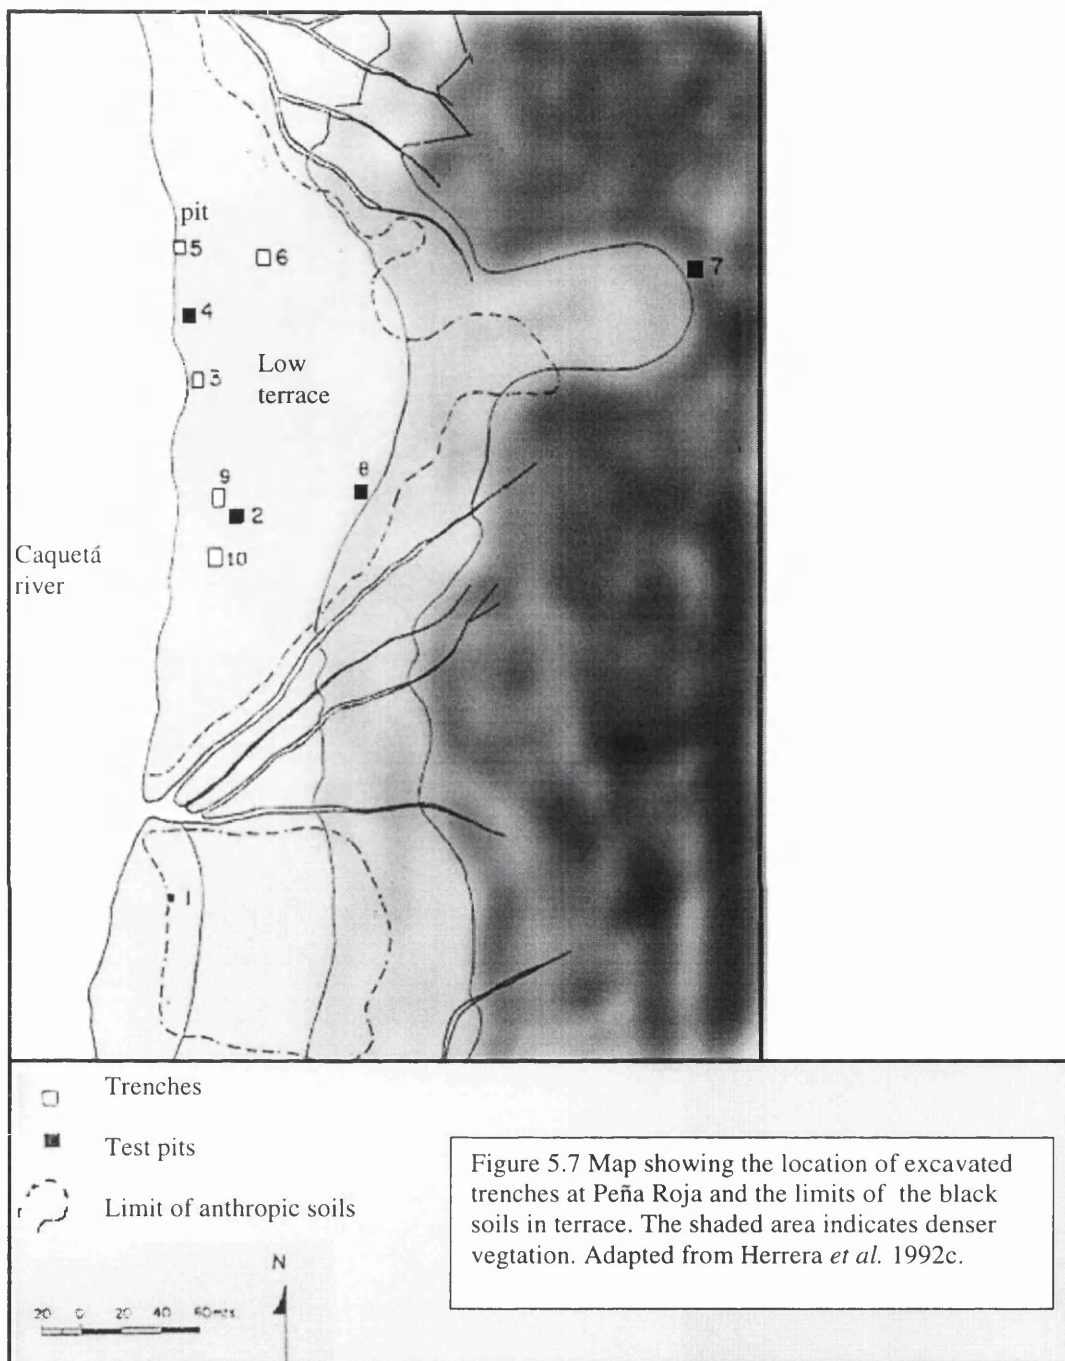 pit
5
6
7
4
Low
terrace
3
8
9
2
10
Caquetá
river
1
Trenches
Test pits
Limit of anthropic soils
N
20 0 20 40 60 mts.
Figure 5.7 Map showing the location of excavated
trenches at Peña Roja and the limits of the black
soils in terrace. The shaded area indicates denser
vegtation. Adapted from Herrera et al. 1992c.